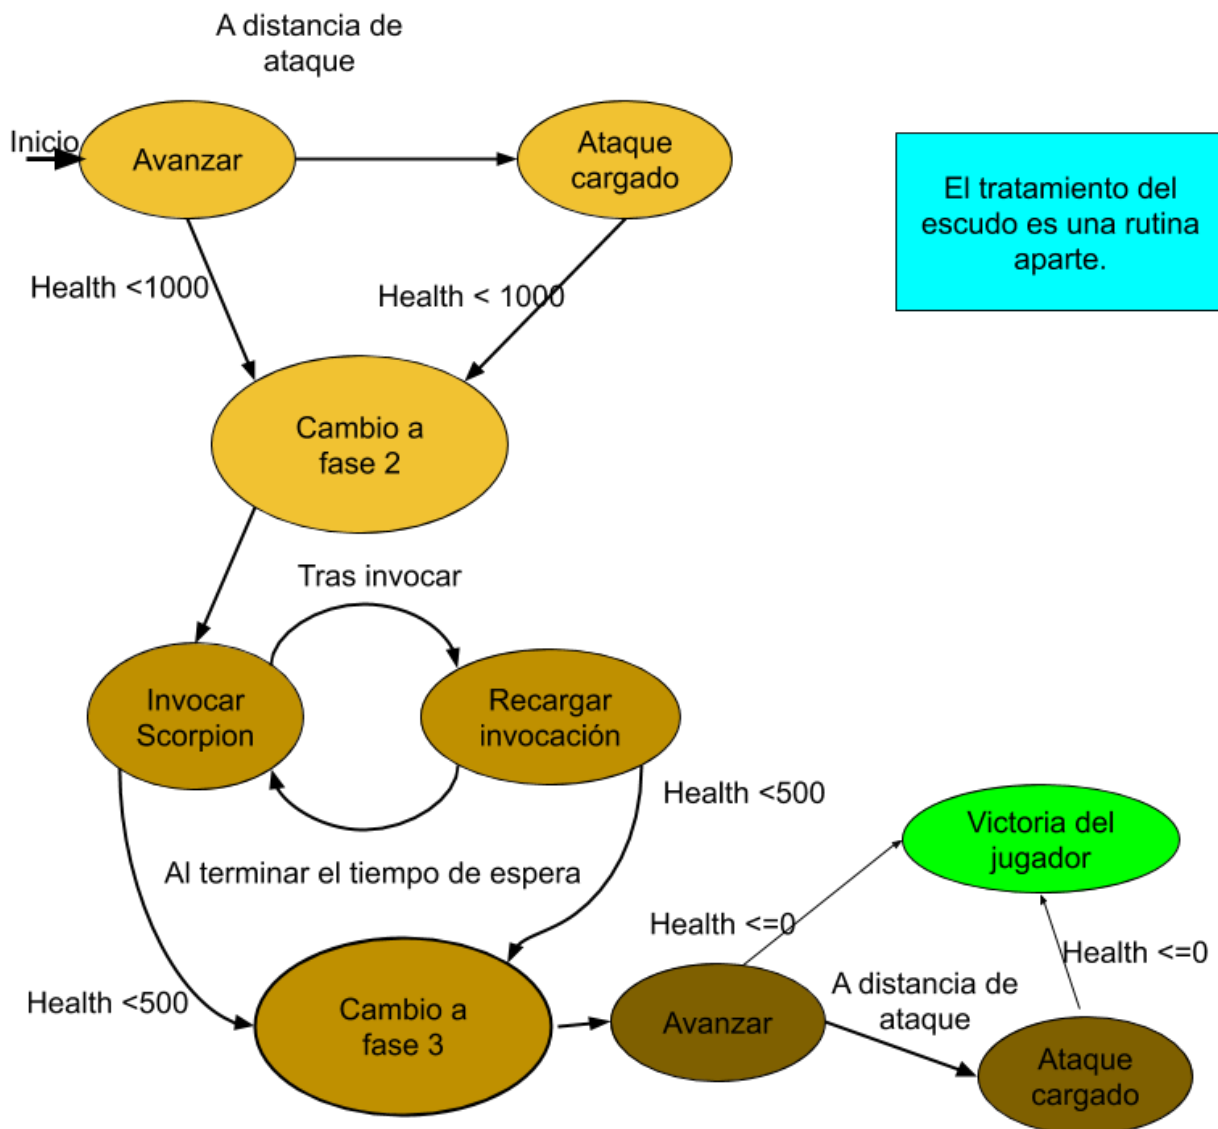 A distancia de
ataque
Inicio
Avanzar
Ataque
cargado
El tratamiento del
escudo es una rutina
aparte.
Health <1000
Health < 1000
Cambio a
fase 2
Tras invocar
Invocar
Scorpion
Recargar
invocación
Health <500
Victoria del
jugador
Al terminar el tiempo de espera
Health <=0
Health <=0
A distancia de
ataque
Health <500
Cambio a
fase 3
Avanzar
Ataque
cargado